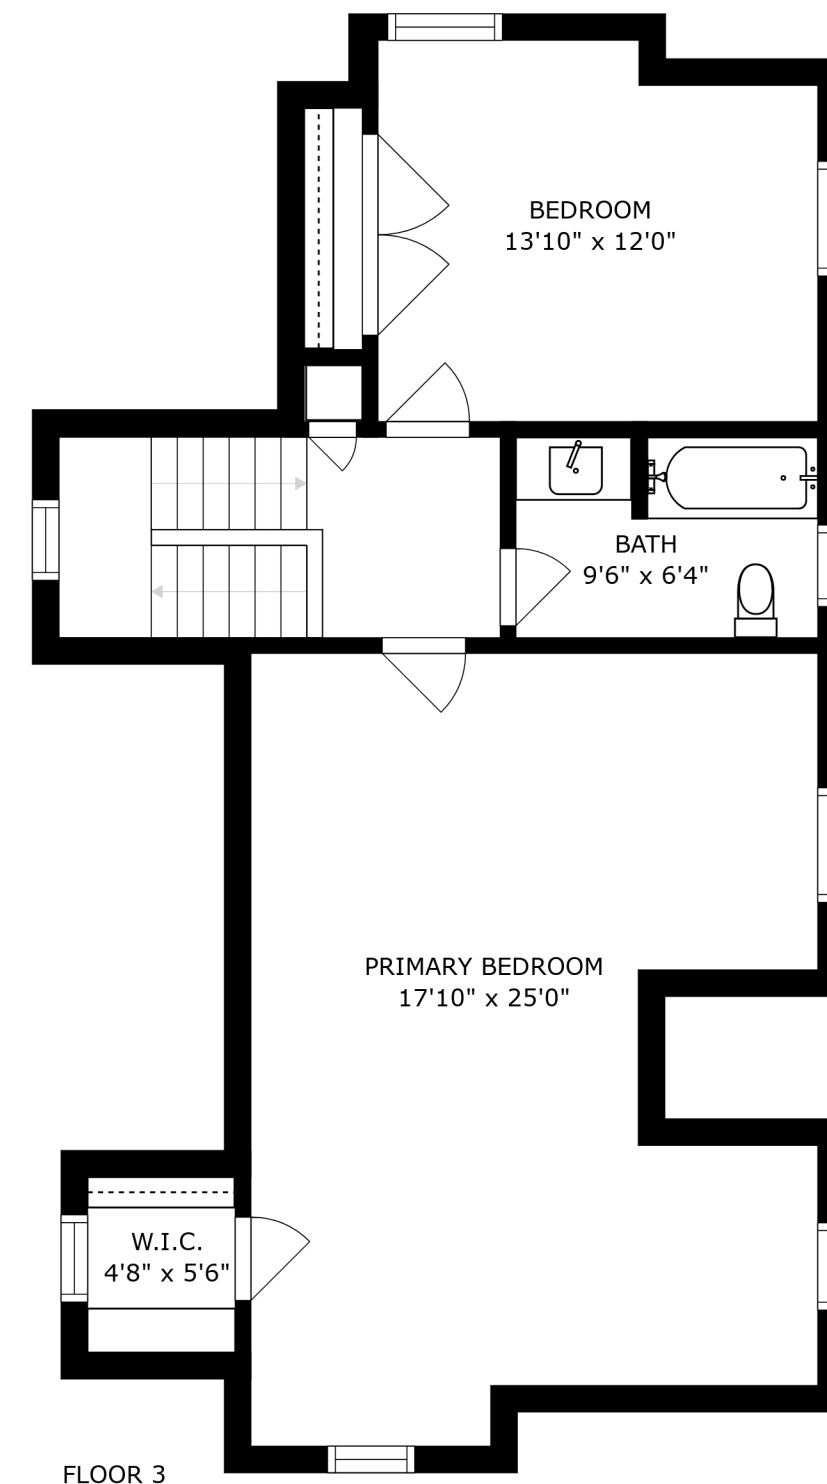 BEDROOM
13'10" x 12'0"
BATH
9'6" x 6'4"
PRIMARY BEDROOM
17'10" x 25'0"
W.I.C.
4'8" x 5'6"
FLOOR 3